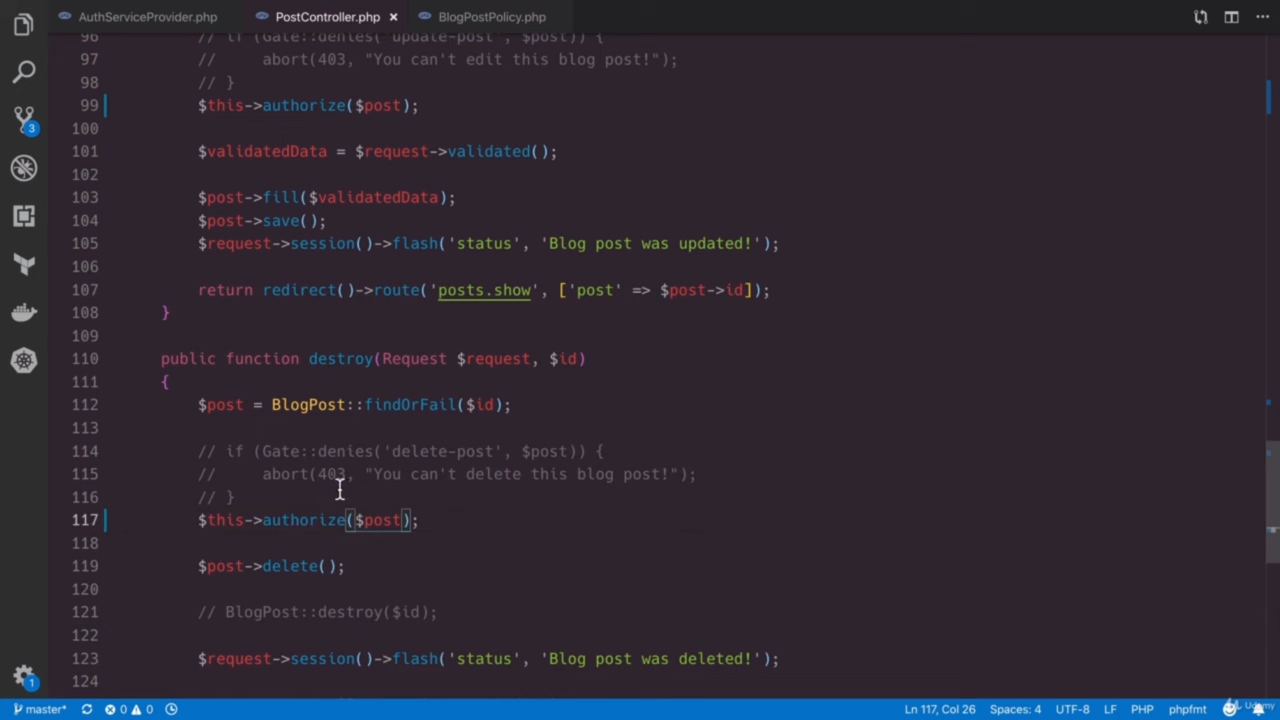 AuthServiceProvider.php PostController.php × BlogPostPolicy.php
96 // if (Gate::denies('update-post', $post)) {
97 //     abort(403, "You can't edit this blog post!");
98 // }
99 $this->authorize($post);
100
101 $validatedData = $request->validated();
102
103 $post->fill($validatedData);
104 $post->save();
105 $request->session()->flash('status', 'Blog post was updated!');
106
107 return redirect()->route('posts.show', ['post' => $post->id]);
108 }
109
110 public function destroy(Request $request, $id)
111 {
112 $post = BlogPost::findOrFail($id);
113
114 // if (Gate::denies('delete-post', $post)) {
115 //     abort(403, "You can't delete this blog post!");
116 // }
117 $this->authorize($post);
118
119 $post->delete();
120
121 // BlogPost::destroy($id);
122
123 $request->session()->flash('status', 'Blog post was deleted!');
124
3
1
master* 0 0 Ln 117, Col 26 Spaces: 4 UTF-8 LF PHP phpfmt
Udemy